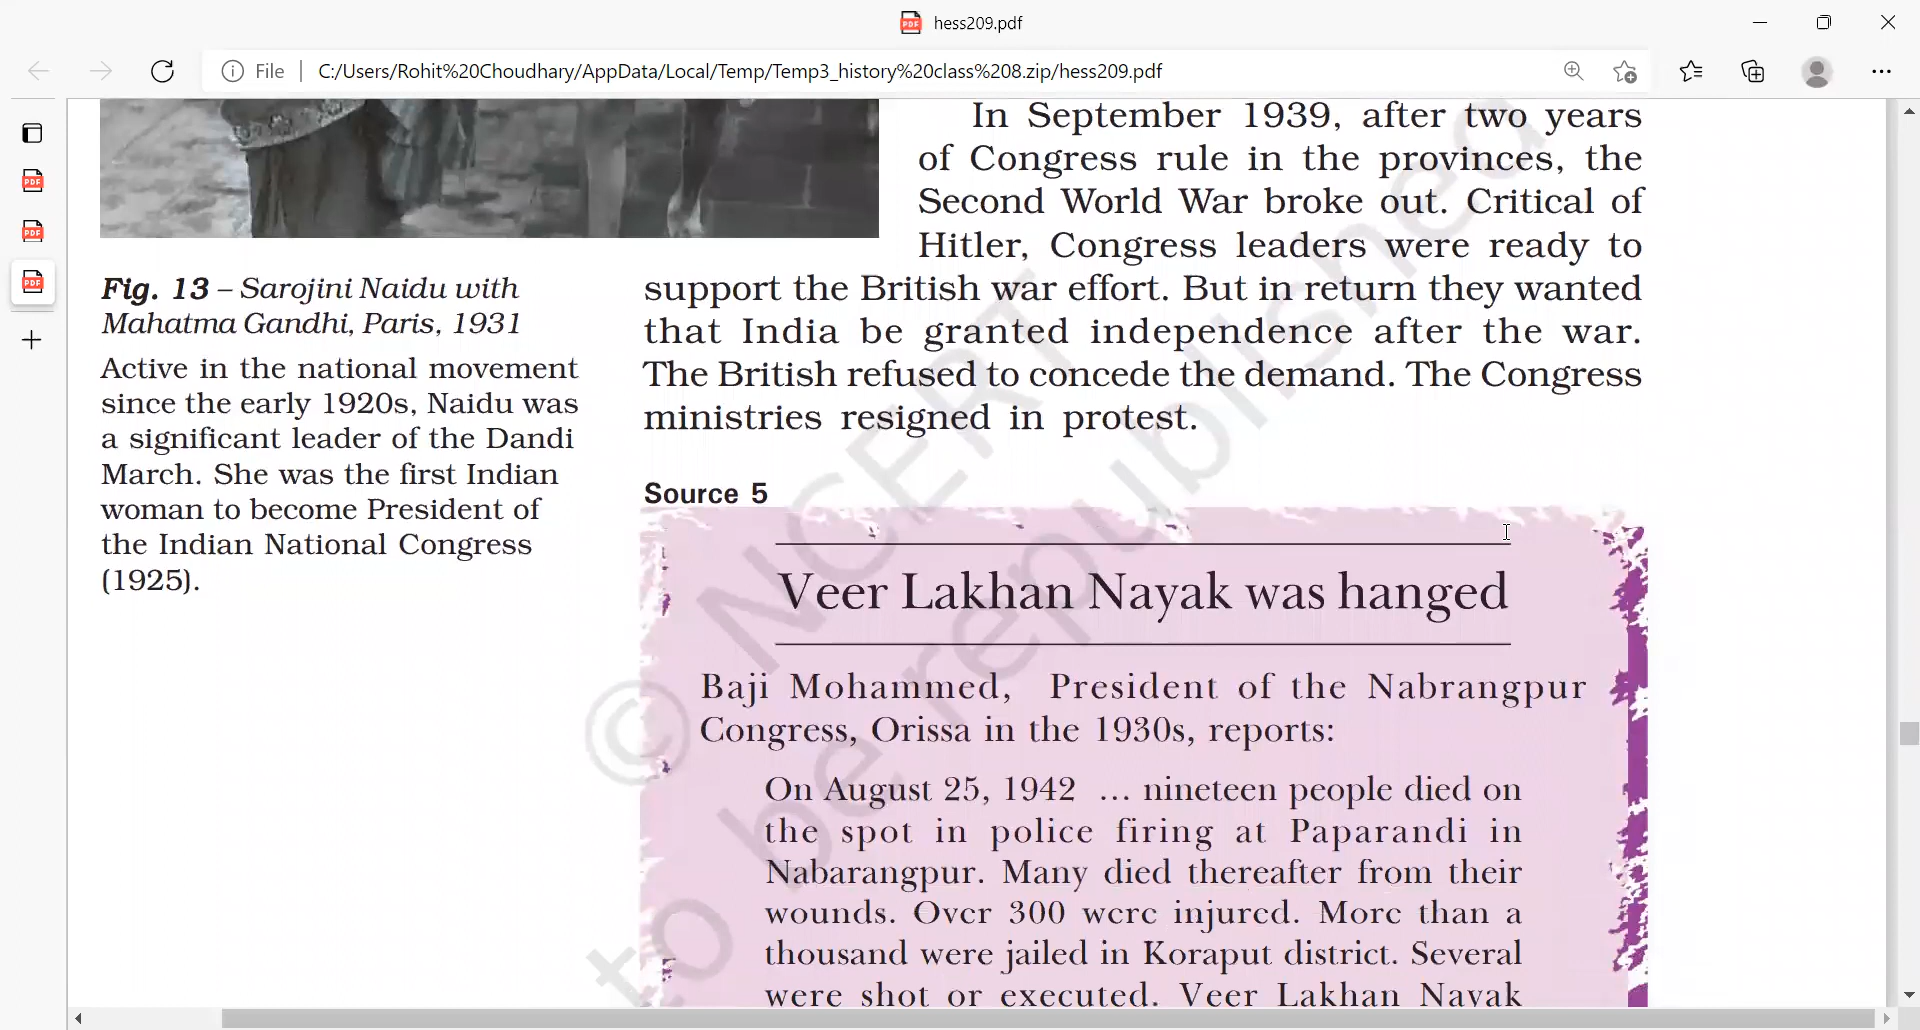 hess209.pdf
File
C:/Users/Rohit%20Choudhary/AppData/Local/Temp/Temp3_history%20class%208.zip/hess209.pdf
In September 1939, after two years
of Congress rule in the provinces, the
Second World War broke out. Critical of
Hitler, Congress leaders were ready to
support the British war effort. But in return they wanted
that India be granted independence after the war.
The British refused to concede the demand. The Congress
ministries resigned in protest.
Fig. 13 – Sarojini Naidu with
Mahatma Gandhi, Paris, 1931
Active in the national movement
since the early 1920s, Naidu was
a significant leader of the Dandi
March. She was the first Indian
woman to become President of
the Indian National Congress
(1925).
Source 5
Veer Lakhan Nayak was hanged
Baji Mohammed, President of the Nabrangpur
Congress, Orissa in the 1930s, reports:
On August 25, 1942 ... nineteen people died on
the spot in police firing at Paparandi in
Nabarangpur. Many died thereafter from their
wounds. Over 300 were injured. More than a
thousand were jailed in Koraput district. Several
were shot or executed. Veer Lakhan Nayak
© NCERT
to be republished
PDF
PDF
PDF
PDF